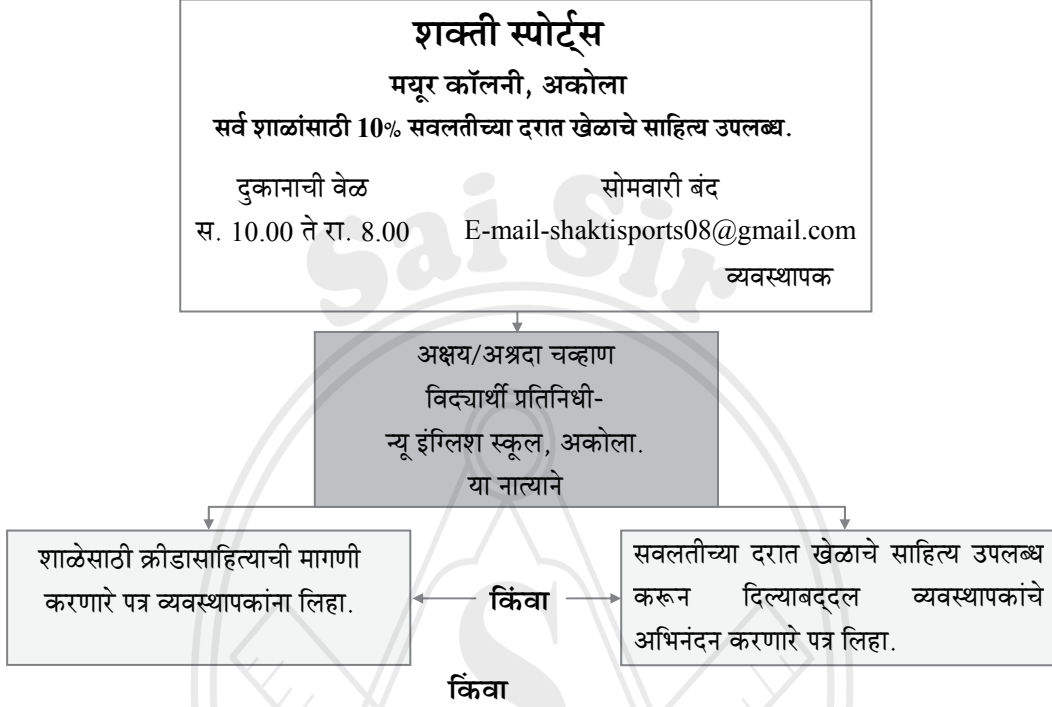 शक्ती स्पोर्ट्स
मयूर कॉलनी, अकोला
सर्व शाळांसाठी 10% सवलतीच्या दरात खेळाचे साहित्य उपलब्ध.
दुकानाची वेळ सोमवारी बंद
स. 10.00 ते रा. 8.00 E-mail-shaktisports08@gmail.com
व्यवस्थापक
अक्षय/अश्रदा चव्हाण
विद्यार्थी प्रतिनिधी-
न्यू इंग्लिश स्कूल, अकोला.
या नात्याने
शाळेसाठी क्रीडासाहित्याची मागणी
करणारे पत्र व्यवस्थापकांना लिहा.
किंवा
सवलतीच्या दरात खेळाचे साहित्य उपलब्ध
करून दिल्याबद्दल व्यवस्थापकांचे
अभिनंदन करणारे पत्र लिहा.
किंवा
Sai Sir
S